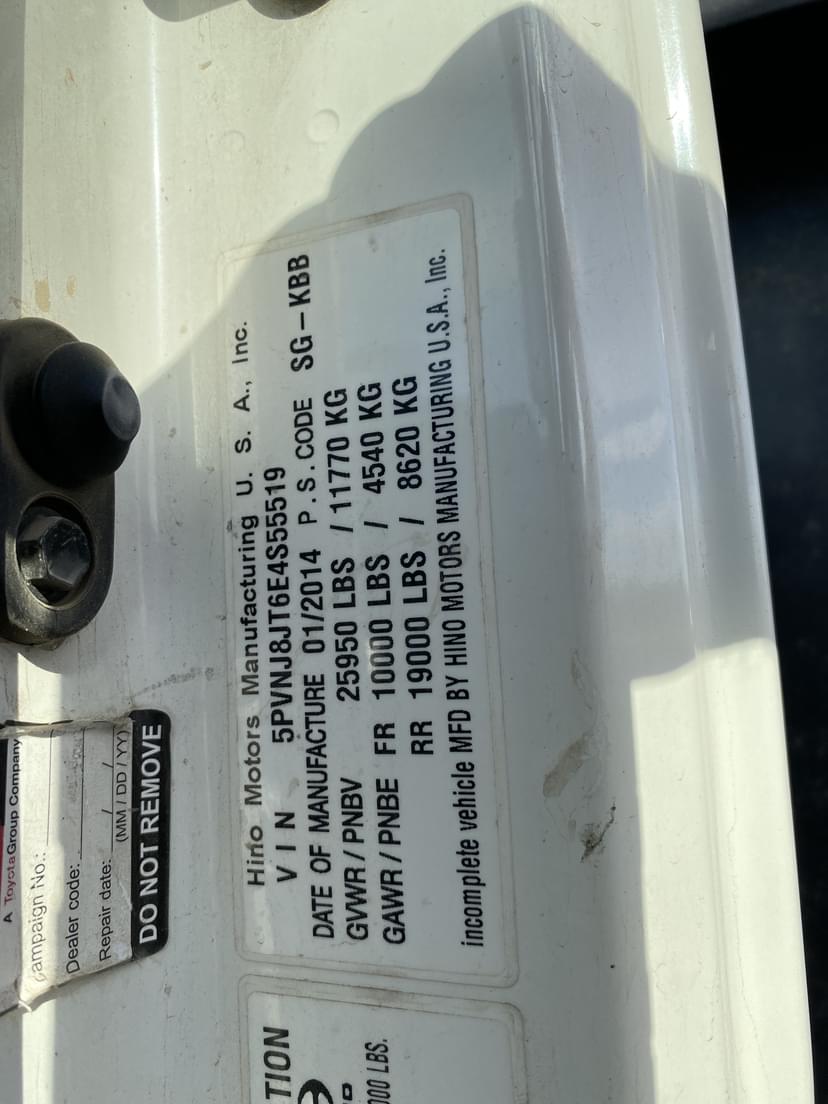 A Toyota Group Company
ampaign No.:
Dealer code:
Repair date: / /
(MM / DD / YY)
DO NOT REMOVE
Hino Motors Manufacturing U. S. A., Inc.
V I N 5PVNJ8JT6E4S55519
DATE OF MANUFACTURE 01/2014 P.S.CODE SG-KBB
GVWR / PNBV 25950 LBS / 11770 KG
GAWR / PNBE FR 10000 LBS / 4540 KG
RR 19000 LBS / 8620 KG
incomplete vehicle MFD BY HINO MOTORS MANUFACTURING U.S.A., Inc.
TION
000 LBS.